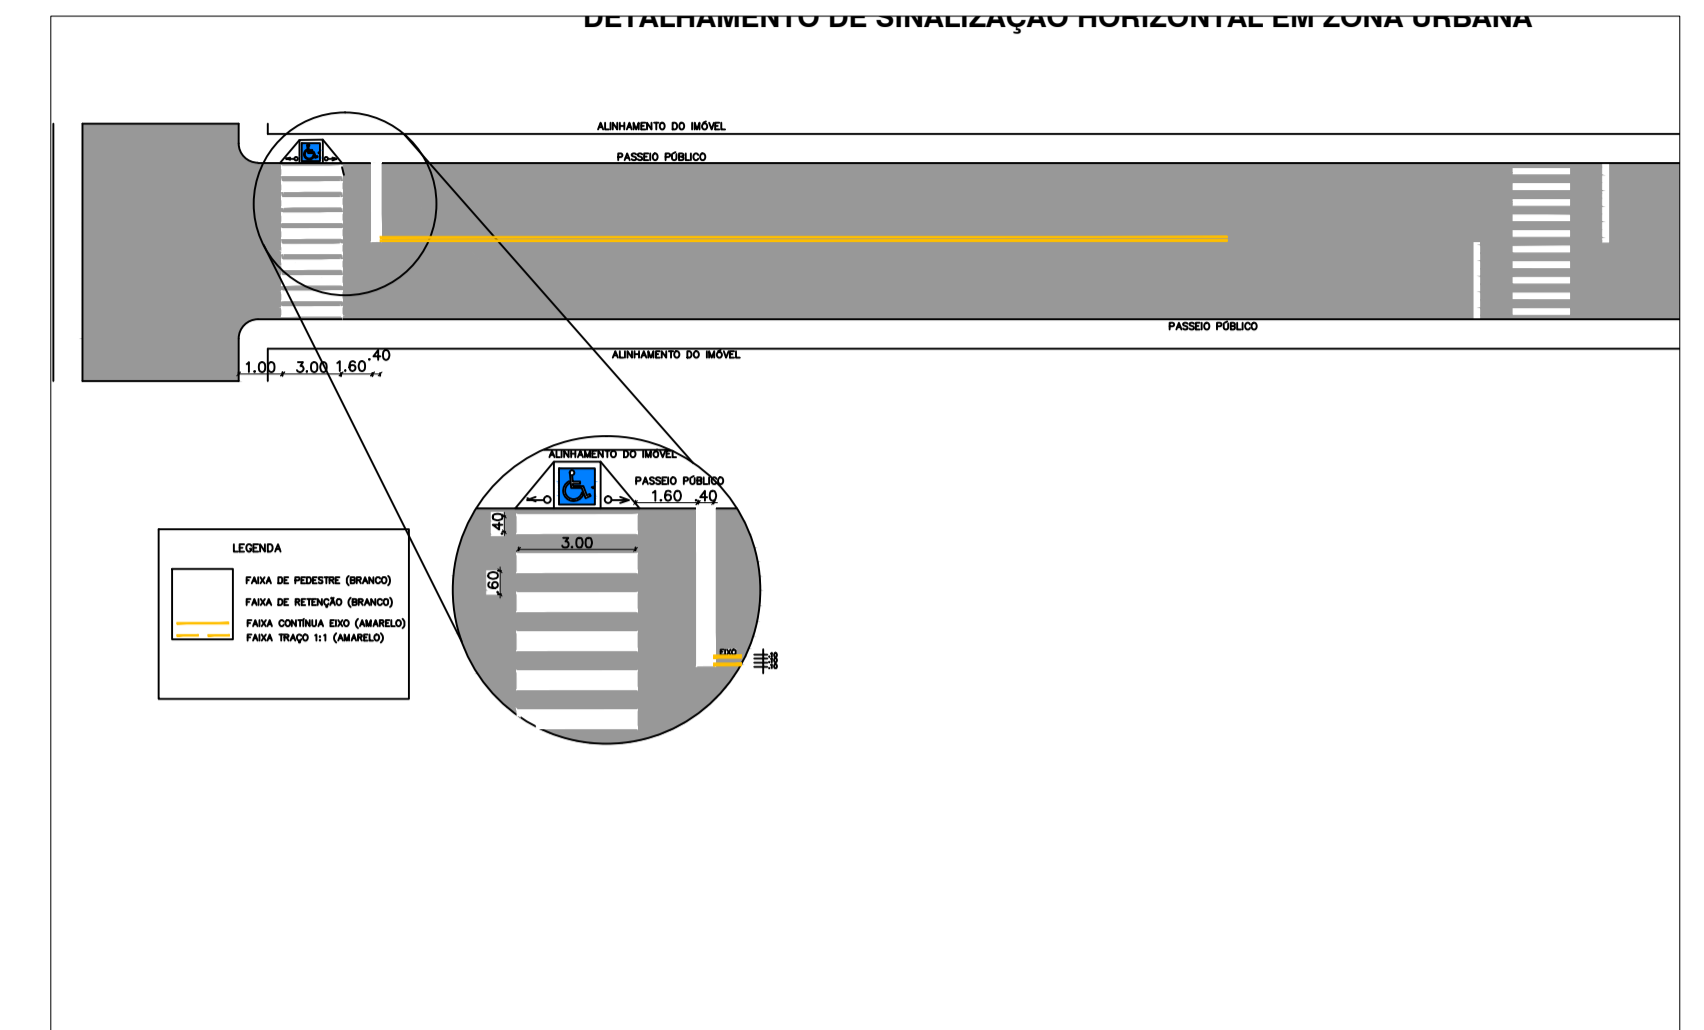 DETALHAMENTO DE SINALIZAÇÃO HORIZONTAL EM ZONA URBANA
ALINHAMENTO DO IMÓVEL
PASSEIO PÚBLICO
PASSEIO PÚBLICO
ALINHAMENTO DO IMÓVEL
1.00 3.00 1.60 .40
ALINHAMENTO DO IMOVEL
PASSEIO PÚBLICO
1.60 .40
.40
3.00
.60
LEGENDA
FAIXA DE PEDESTRE (BRANCO)
FAIXA DE RETENÇÃO (BRANCO)
FAIXA CONTÍNUA EIXO (AMARELO)
FAIXA TRAÇO 1:1 (AMARELO)